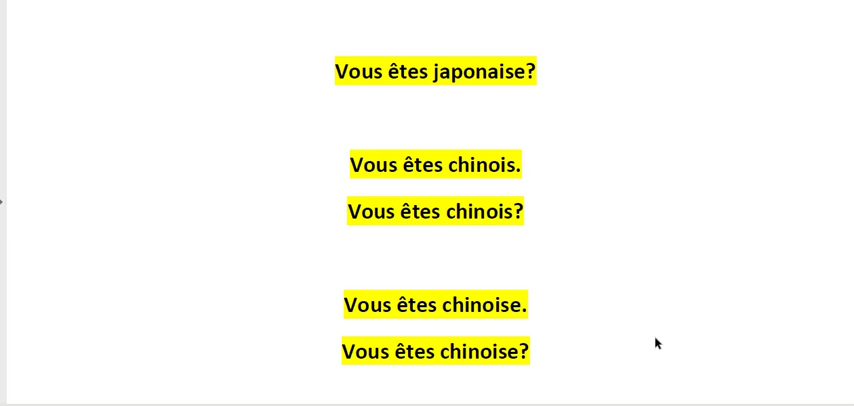 Vous êtes japonaise?
Vous êtes chinois.
Vous êtes chinois?
Vous êtes chinoise.
Vous êtes chinoise?